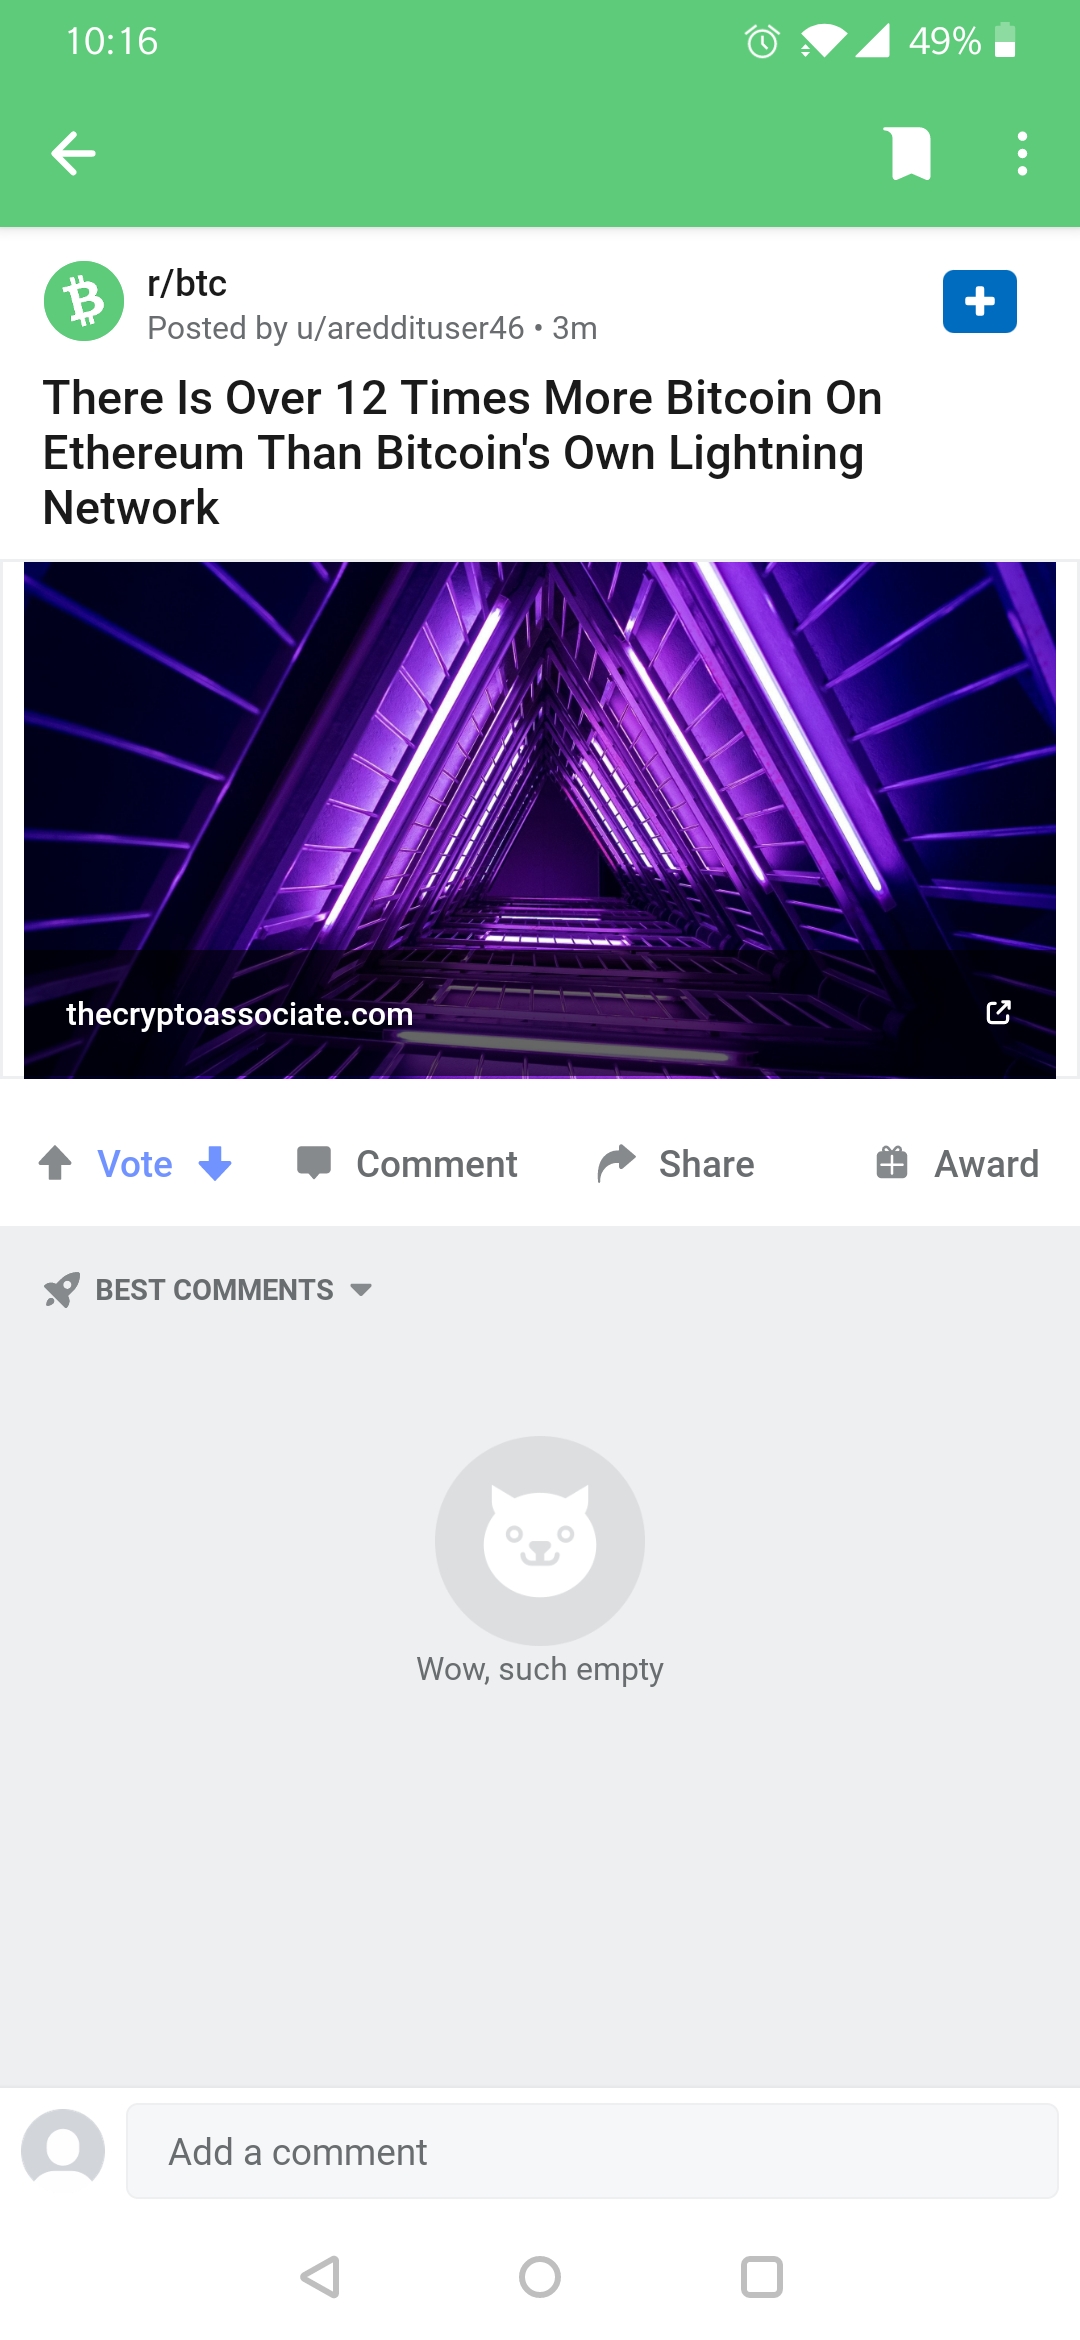 10:16
49%
r/btc
Posted by u/areddituser46 • 3m
There Is Over 12 Times More Bitcoin On
Ethereum Than Bitcoin's Own Lightning
Network
thecryptoassociate.com
Vote
Comment
Share
Award
BEST COMMENTS
Wow, such empty
Add a comment